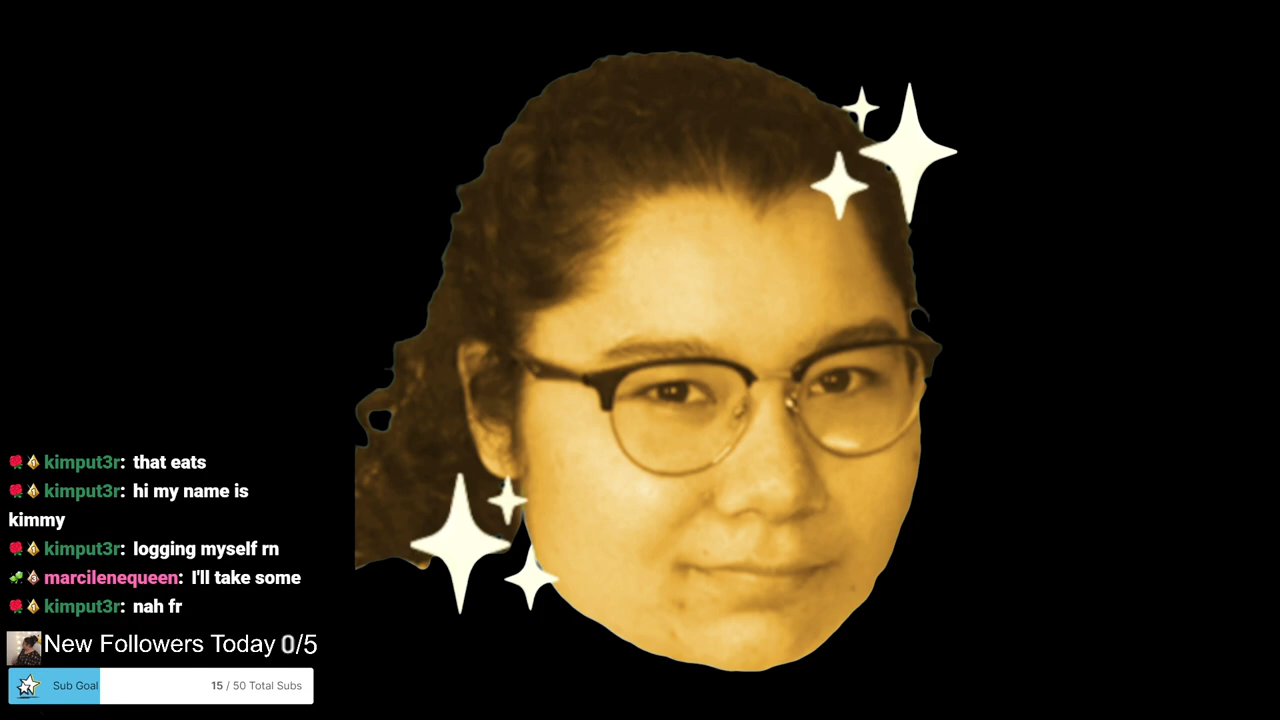 kimput3r: that eats
kimput3r: hi my name is
kimmy
kimput3r: logging myself rn
marcilenequeen: I'll take some
kimput3r: nah fr
New Followers Today 0/5
Sub Goal 15 / 50 Total Subs